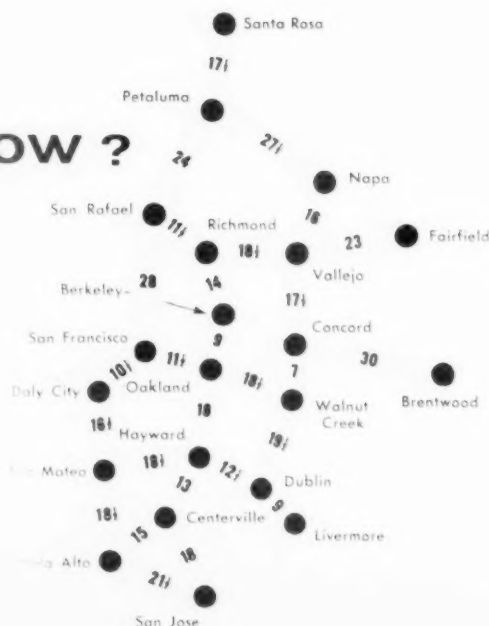 Santa Rosa
17½
Petaluma
OW ?
24
27½
Napa
16
San Rafael
11½
Richmond
18½
23
Fairfield
Vallejo
28
14
Berkeley-
17½
9
Concord
San Francisco
10½
11½
7
30
Daly City
Oakland
18½
Brentwood
Walnut
Creek
16½
18
19½
Hayward
Mateo
18½
12½
Dublin
13
9
18½
Centerville
Livermore
15
18
Alto
21½
San Jose